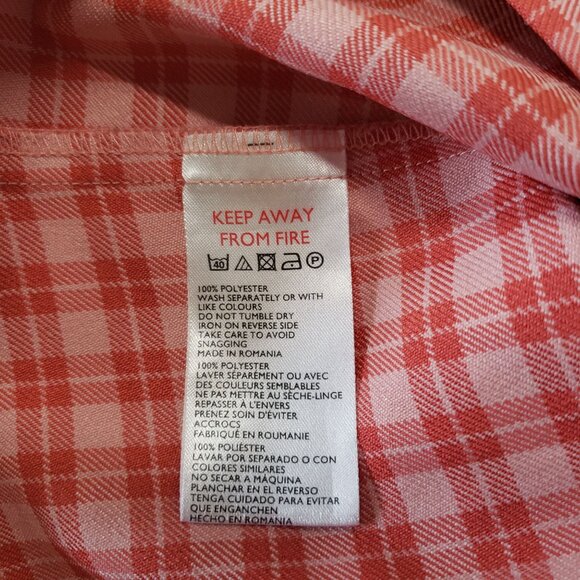 KEEP AWAY
FROM FIRE
40 P
100% POLYESTER
WASH SEPARATELY OR WITH
LIKE COLOURS
DO NOT TUMBLE DRY
IRON ON REVERSE SIDE
TAKE CARE TO AVOID
SNAGGING
MADE IN ROMANIA
100% POLYESTER
LAVER SÉPARÉMENT OU AVEC
DES COULEURS SEMBLABLES
NE PAS METTRE AU SÈCHE-LINGE
REPASSER À L'ENVERS
PRENEZ SOIN D'ÉVITER
ACCROCS
FABRIQUÉ EN ROUMANIE
100% POLIÉSTER
LAVAR POR SEPARADO O CON
COLORES SIMILARES
NO SECAR A MÁQUINA
PLANCHAR EN EL REVERSO
TENGA CUIDADO PARA EVITAR
QUE ENGANCHEN
HECHO EN ROMANIA